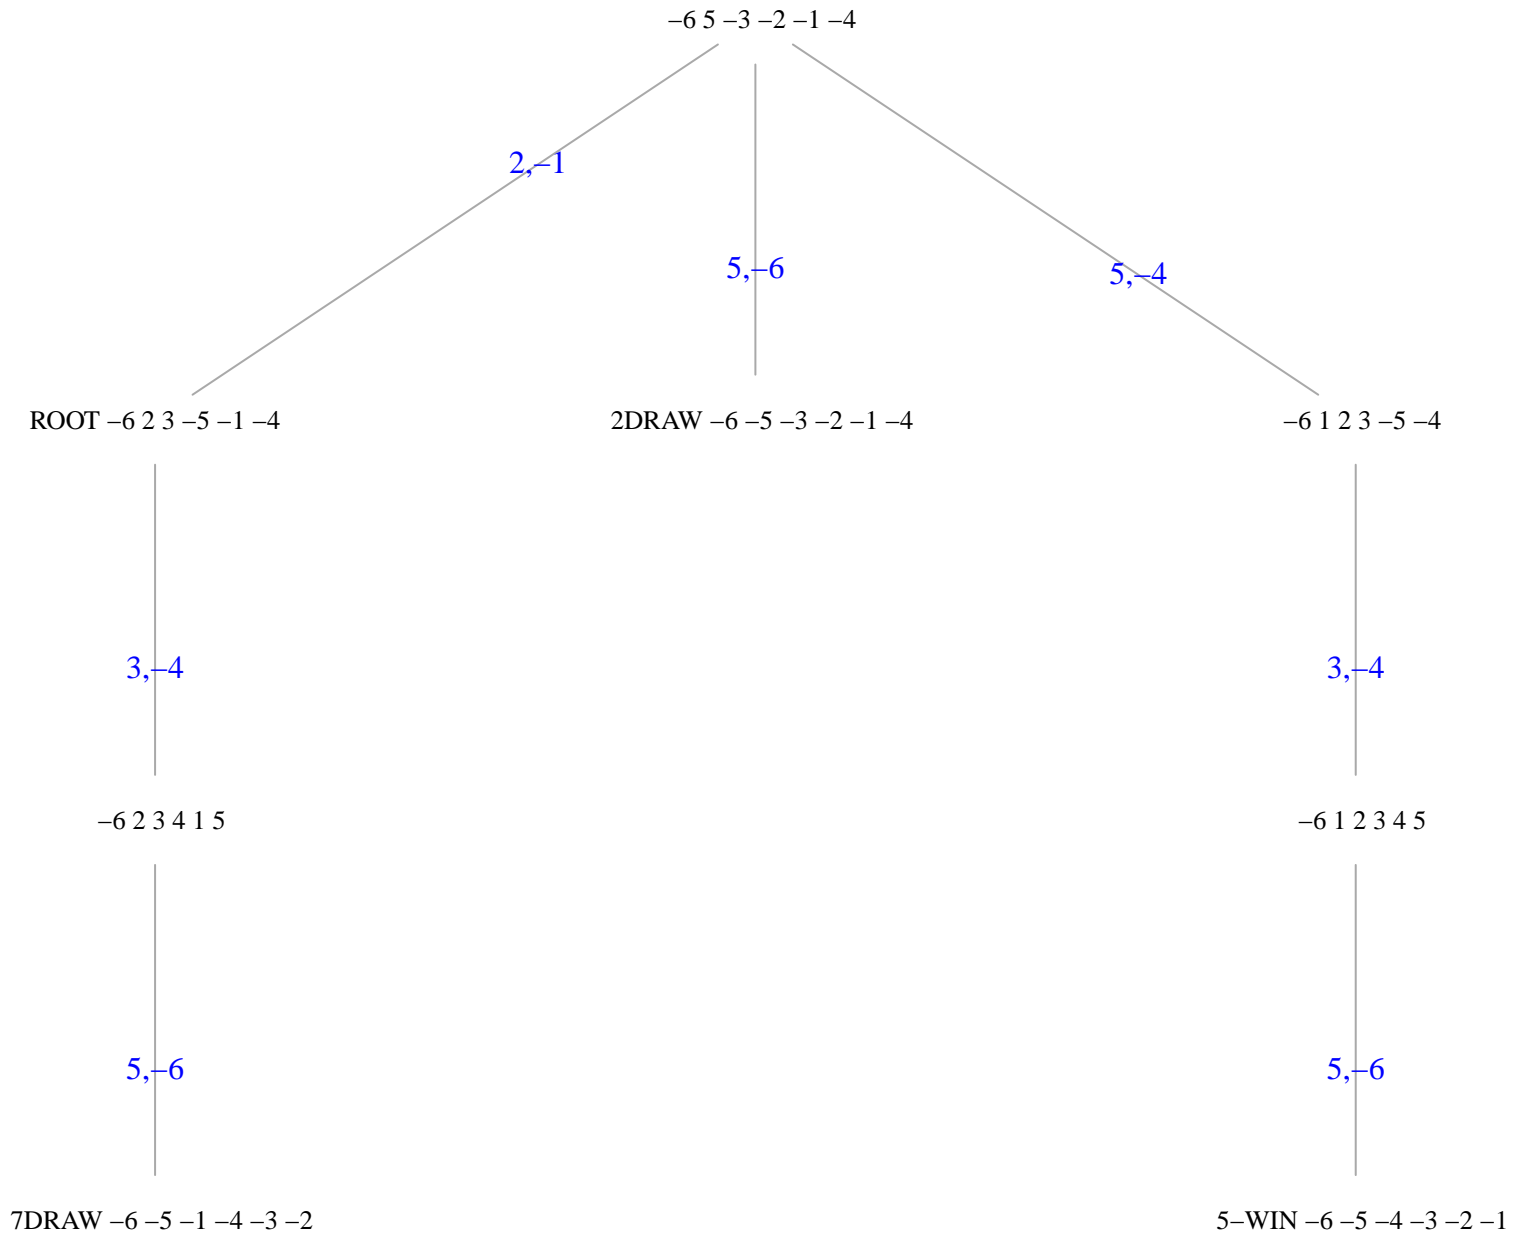 –6 5 –3 –2 –1 –4
2,–1
5,–6
5,–4
ROOT –6 2 3 –5 –1 –4
2DRAW –6 –5 –3 –2 –1 –4
–6 1 2 3 –5 –4
3,–4
3,–4
–6 2 3 4 1 5
–6 1 2 3 4 5
5,–6
5,–6
7DRAW –6 –5 –1 –4 –3 –2
5–WIN –6 –5 –4 –3 –2 –1